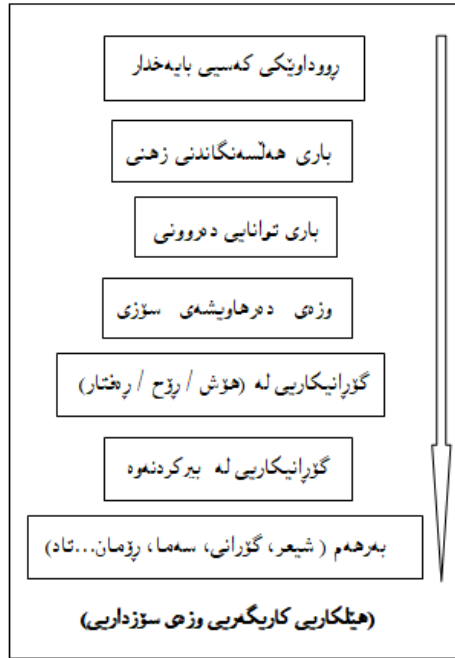 ڕووداوێکی کەسیی بایەخدار
باری هەڵسەنگاندنی زهنی
باری توانایی دەروونی
وزەی دەرهاویشەی سۆزی
گۆڕانیکاریی لە (هۆش / ڕۆح / ڕەفتار)
گۆڕانیکاریی لە بیرکردنەوە
بەرهەم ( شیعر، گۆرانی، سەما، ڕۆمان...تاد)
(هێلکاریی کاریگەریی وزەی سۆزداریی)